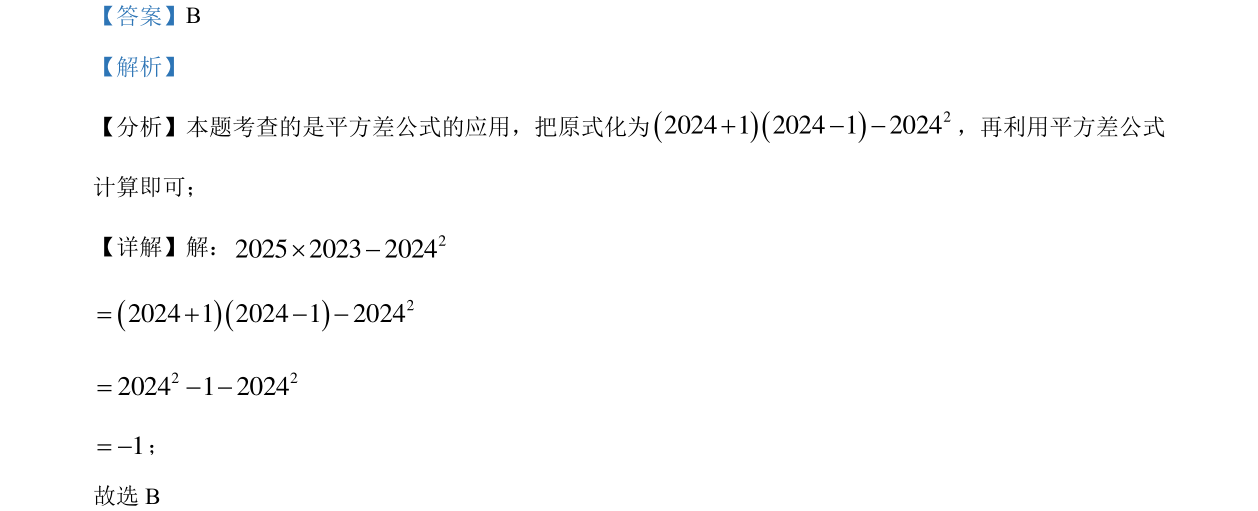 【答案】B
【解析】
【分析】本题考查的是平方差公式的应用，把原式化为(2024+1)(2024−1)−2024²，再利用平方差公式
计算即可；
【详解】解：2025×2023−2024²
=(2024+1)(2024−1)−2024²
=2024²−1−2024²
=−1；
故选 B